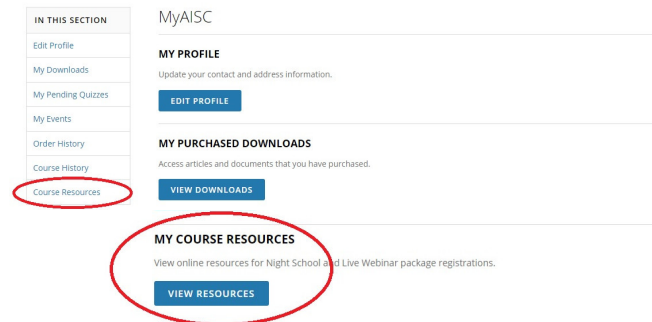 IN THIS SECTION
Edit Profile
My Downloads
My Pending Quizzes
My Events
Order History
Course History
Course Resources
MyAISC
MY PROFILE
Update your contact and address information.
EDIT PROFILE
MY PURCHASED DOWNLOADS
Access articles and documents that you have purchased.
VIEW DOWNLOADS
MY COURSE RESOURCES
View online resources for Night School and Live Webinar package registrations.
VIEW RESOURCES